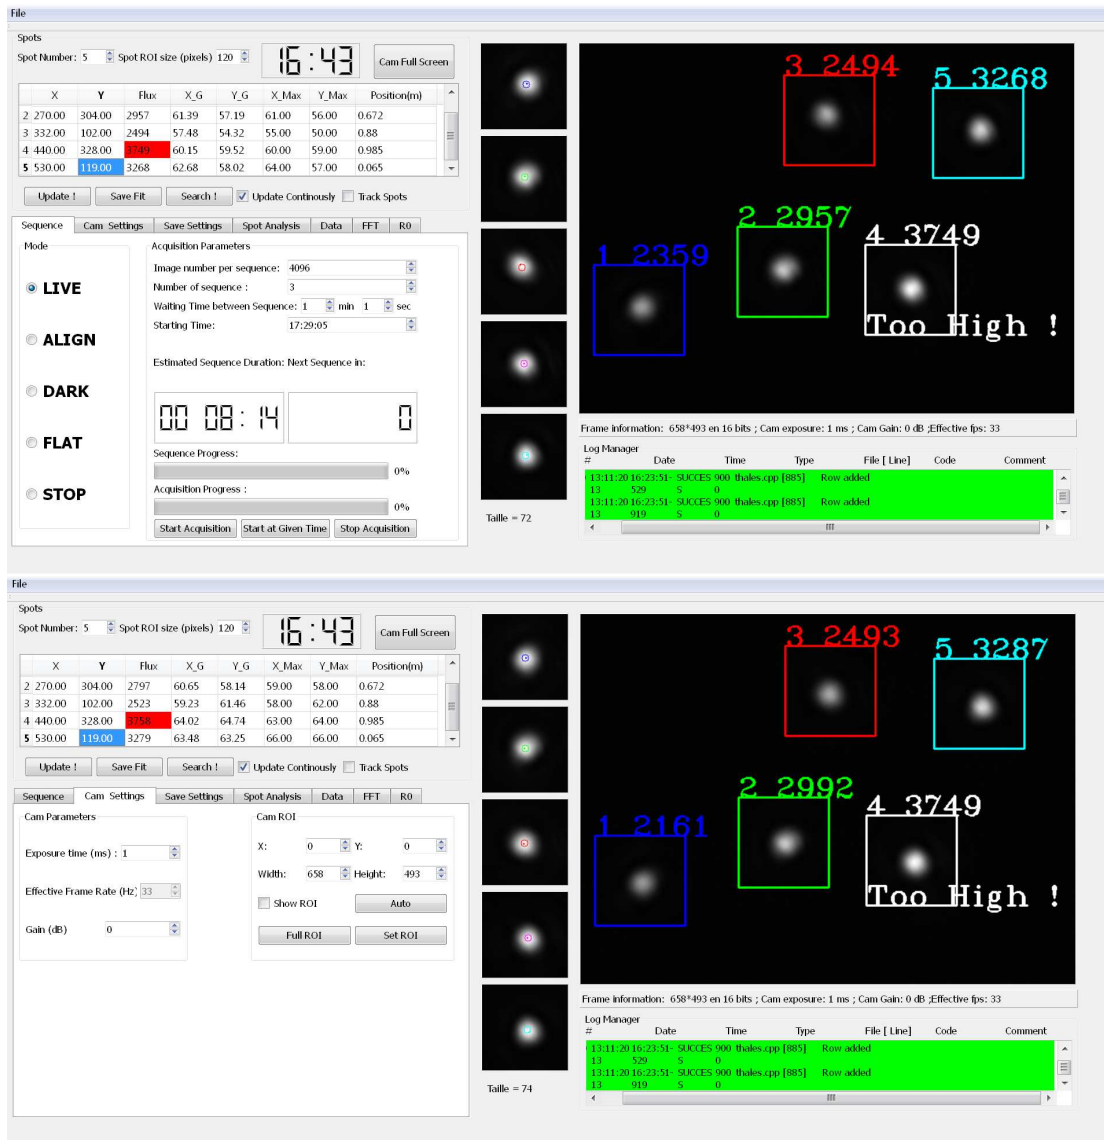 File
Spots
Spot Number: 5 Spot ROI size (pixels) 120 16:43 Cam Full Screen
X Y Flux X_G Y_G X_Max Y_Max Position(m)
2 270.00 304.00 2957 61.39 57.19 61.00 56.00 0.672
3 332.00 102.00 2494 57.48 54.32 55.00 50.00 0.88
4 440.00 328.00 3749 60.15 59.52 60.00 59.00 0.985
5 530.00 119.00 3268 62.68 58.02 64.00 57.00 0.065
Update ! Save Fit Search ! Update Continously Track Spots
Sequence Cam Settings Save Settings Spot Analysis Data FFT R0
Mode
LIVE
ALIGN
DARK
FLAT
STOP
Acquisition Parameters
Image number per sequence: 4096
Number of sequence : 3
Waiting Time between Sequence: 1 min 1 sec
Starting Time: 17:29:05
Estimated Sequence Duration: Next Sequence in:
00 08:14 0
Sequence Progress:
0%
Acquisition Progress :
0%
Start Acquisition Start at Given Time Stop Acquisition
Taille = 72
3 2494
5 3268
2 2957
4 3749
1 2359
Too High !
Frame information: 658*493 en 16 bits ; Cam exposure: 1 ms ; Cam Gain: 0 dB ;Effective fps: 33
Log Manager
# Date Time Type File [ Line] Code Comment
13:11:20 16:23:51- SUCCES 900 thales.cpp [885] Row added
13 529 S 0
13:11:20 16:23:51- SUCCES 900 thales.cpp [885] Row added
13 919 S 0
File
Spots
Spot Number: 5 Spot ROI size (pixels) 120 16:43 Cam Full Screen
X Y Flux X_G Y_G X_Max Y_Max Position(m)
2 270.00 304.00 2797 60.65 58.14 59.00 58.00 0.672
3 332.00 102.00 2523 59.23 61.46 58.00 62.00 0.88
4 440.00 328.00 3758 64.02 64.74 63.00 64.00 0.985
5 530.00 119.00 3279 63.48 63.25 66.00 66.00 0.065
Update ! Save Fit Search ! Update Continously Track Spots
Sequence Cam Settings Save Settings Spot Analysis Data FFT R0
Cam Parameters
Exposure time (ms) : 1
Effective Frame Rate (Hz) 33
Gain (dB) 0
Cam ROI
X: 0 Y: 0
Width: 658 Height: 493
Show ROI Auto
Full ROI Set ROI
Taille = 74
3 2493
5 3287
2 2992
4 3749
1 2161
Too High !
Frame information: 658*493 en 16 bits ; Cam exposure: 1 ms ; Cam Gain: 0 dB ;Effective fps: 33
Log Manager
# Date Time Type File [ Line] Code Comment
13:11:20 16:23:51- SUCCES 900 thales.cpp [885] Row added
13 529 S 0
13:11:20 16:23:51- SUCCES 900 thales.cpp [885] Row added
13 919 S 0